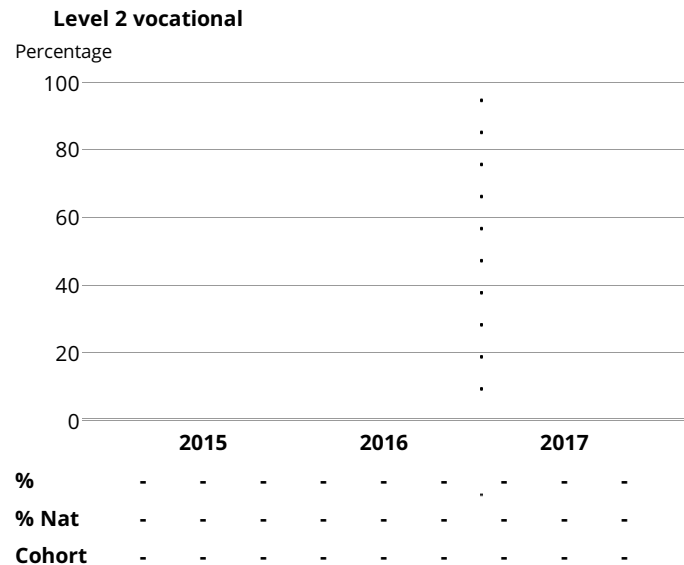 Level 2 vocational
Percentage
100
80
60
40
20
0
2015 2016 2017
% - - - - - - - - -
% Nat - - - - - - - - -
Cohort - - - - - - - - -